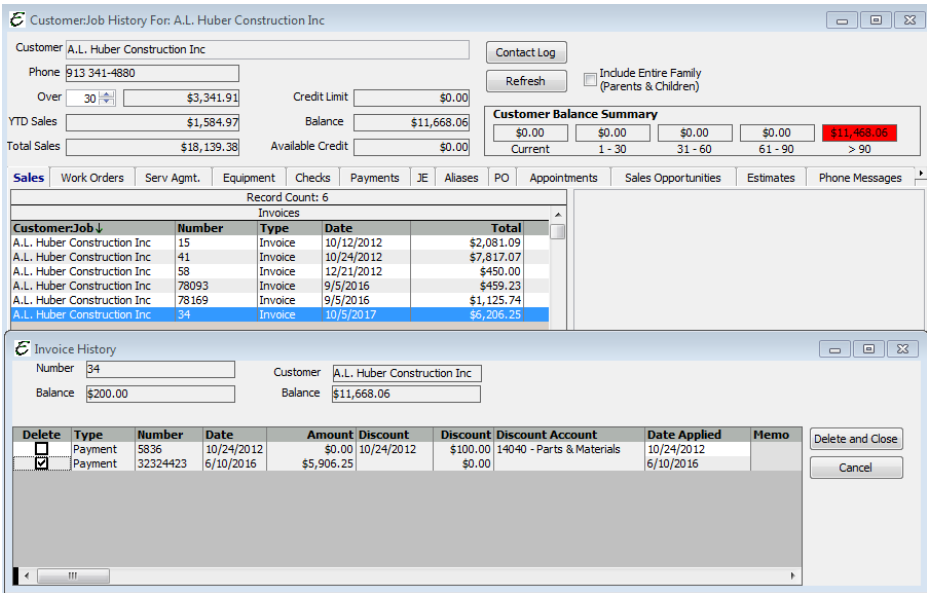 Customer:Job History For: A.L. Huber Construction Inc
Customer A.L. Huber Construction Inc Contact Log
Phone 913 341-4880 Refresh Include Entire Family
(Parents & Children)
Over 30 $3,341.91 Credit Limit $0.00
YTD Sales $1,584.97 Balance $11,668.06
Total Sales $18,139.38 Available Credit $0.00
Customer Balance Summary
$0.00 $0.00 $0.00 $0.00 $11,468.06
Current 1 - 30 31 - 60 61 - 90 > 90
Sales Work Orders Serv Agmt. Equipment Checks Payments JE Aliases PO Appointments Sales Opportunities Estimates Phone Messages
Record Count: 6
Invoices
Customer:Job Number Type Date Total
A.L. Huber Construction Inc 15 Invoice 10/12/2012 $2,081.09
A.L. Huber Construction Inc 41 Invoice 10/24/2012 $7,817.07
A.L. Huber Construction Inc 58 Invoice 12/21/2012 $450.00
A.L. Huber Construction Inc 78093 Invoice 9/5/2016 $459.23
A.L. Huber Construction Inc 78169 Invoice 9/5/2016 $1,125.74
A.L. Huber Construction Inc 34 Invoice 10/5/2017 $6,206.25
Invoice History
Number 34 Customer A.L. Huber Construction Inc
Balance $200.00 Balance $11,668.06
Delete Type Number Date Amount Discount Discount Discount Account Date Applied Memo
Payment 5836 10/24/2012 $0.00 10/24/2012 $100.00 14040 - Parts & Materials 10/24/2012
Payment 32324423 6/10/2016 $5,906.25 $0.00 6/10/2016
Delete and Close
Cancel